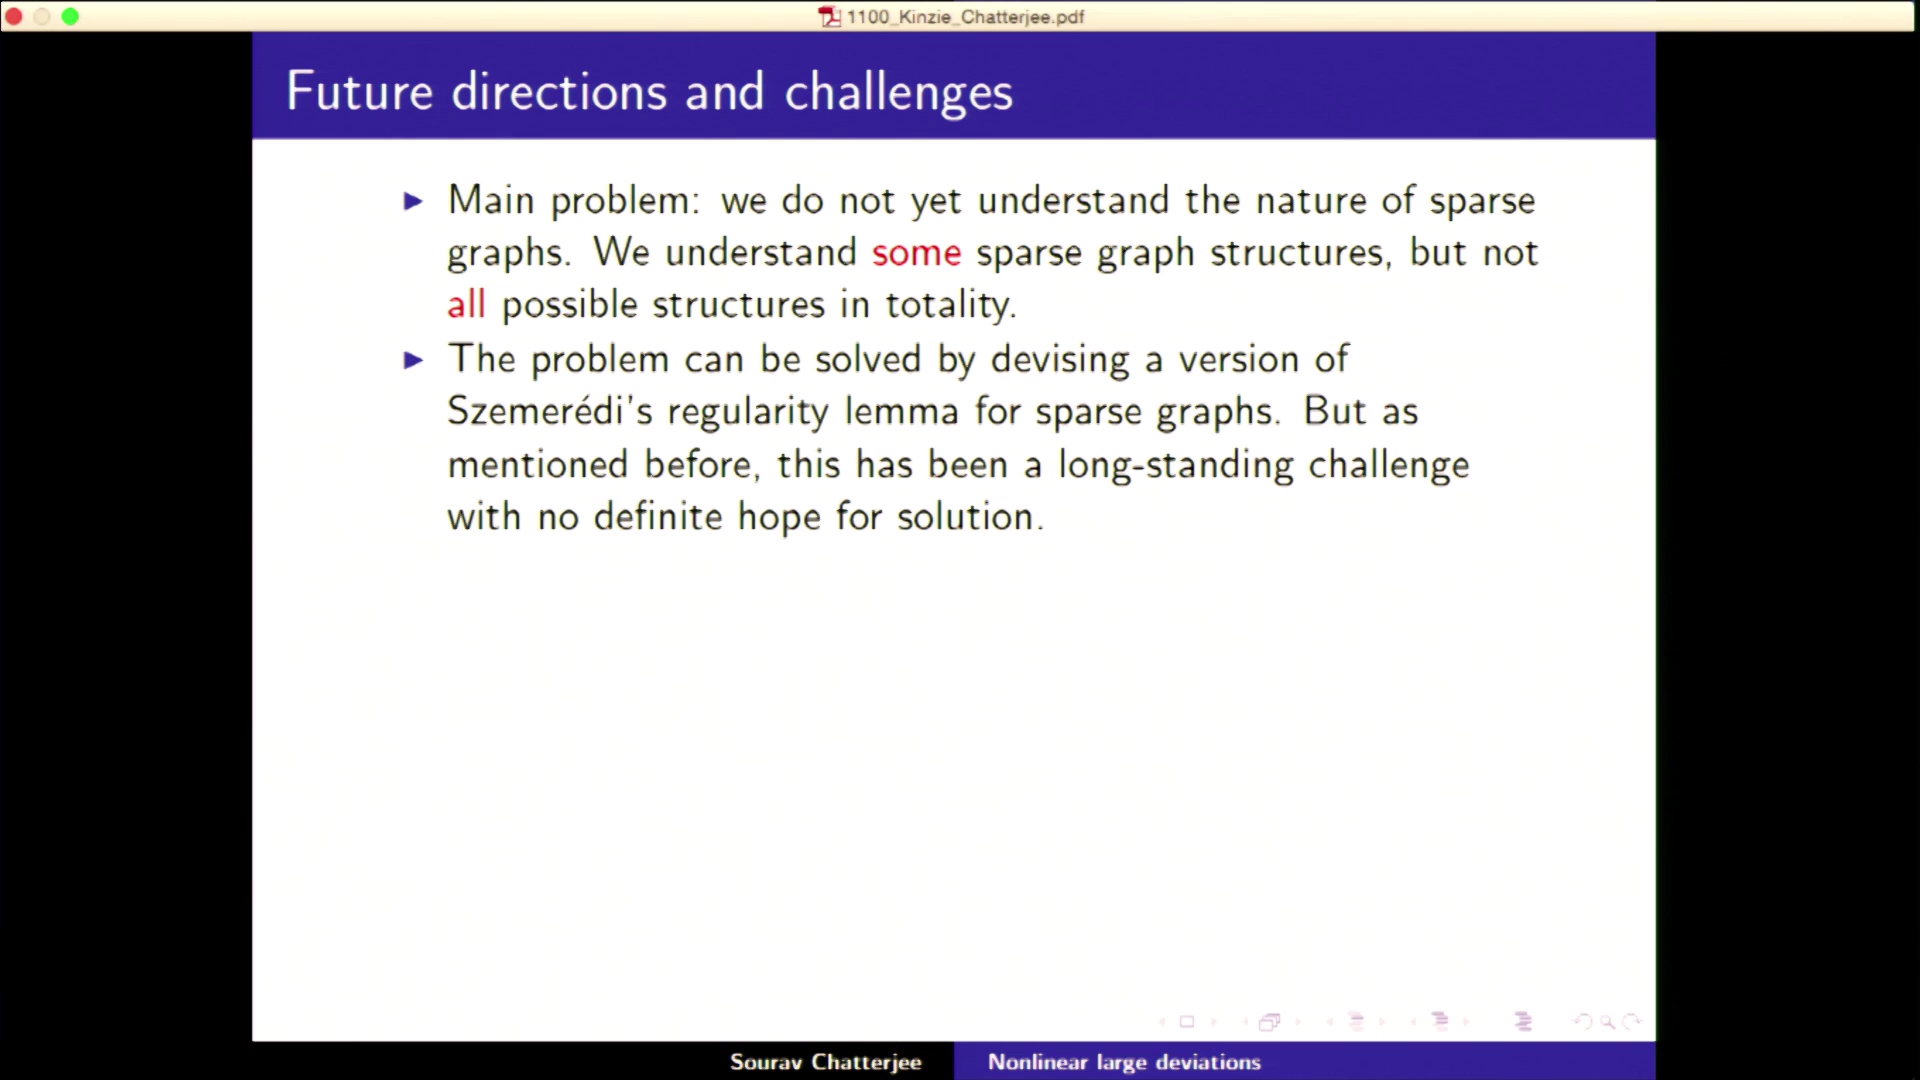 1100_Kinzie_Chatterjee.pdf
Future directions and challenges
Main problem: we do not yet understand the nature of sparse
graphs. We understand some sparse graph structures, but not
all possible structures in totality.
The problem can be solved by devising a version of
Szemerédi's regularity lemma for sparse graphs. But as
mentioned before, this has been a long-standing challenge
with no definite hope for solution.
Sourav Chatterjee
Nonlinear large deviations